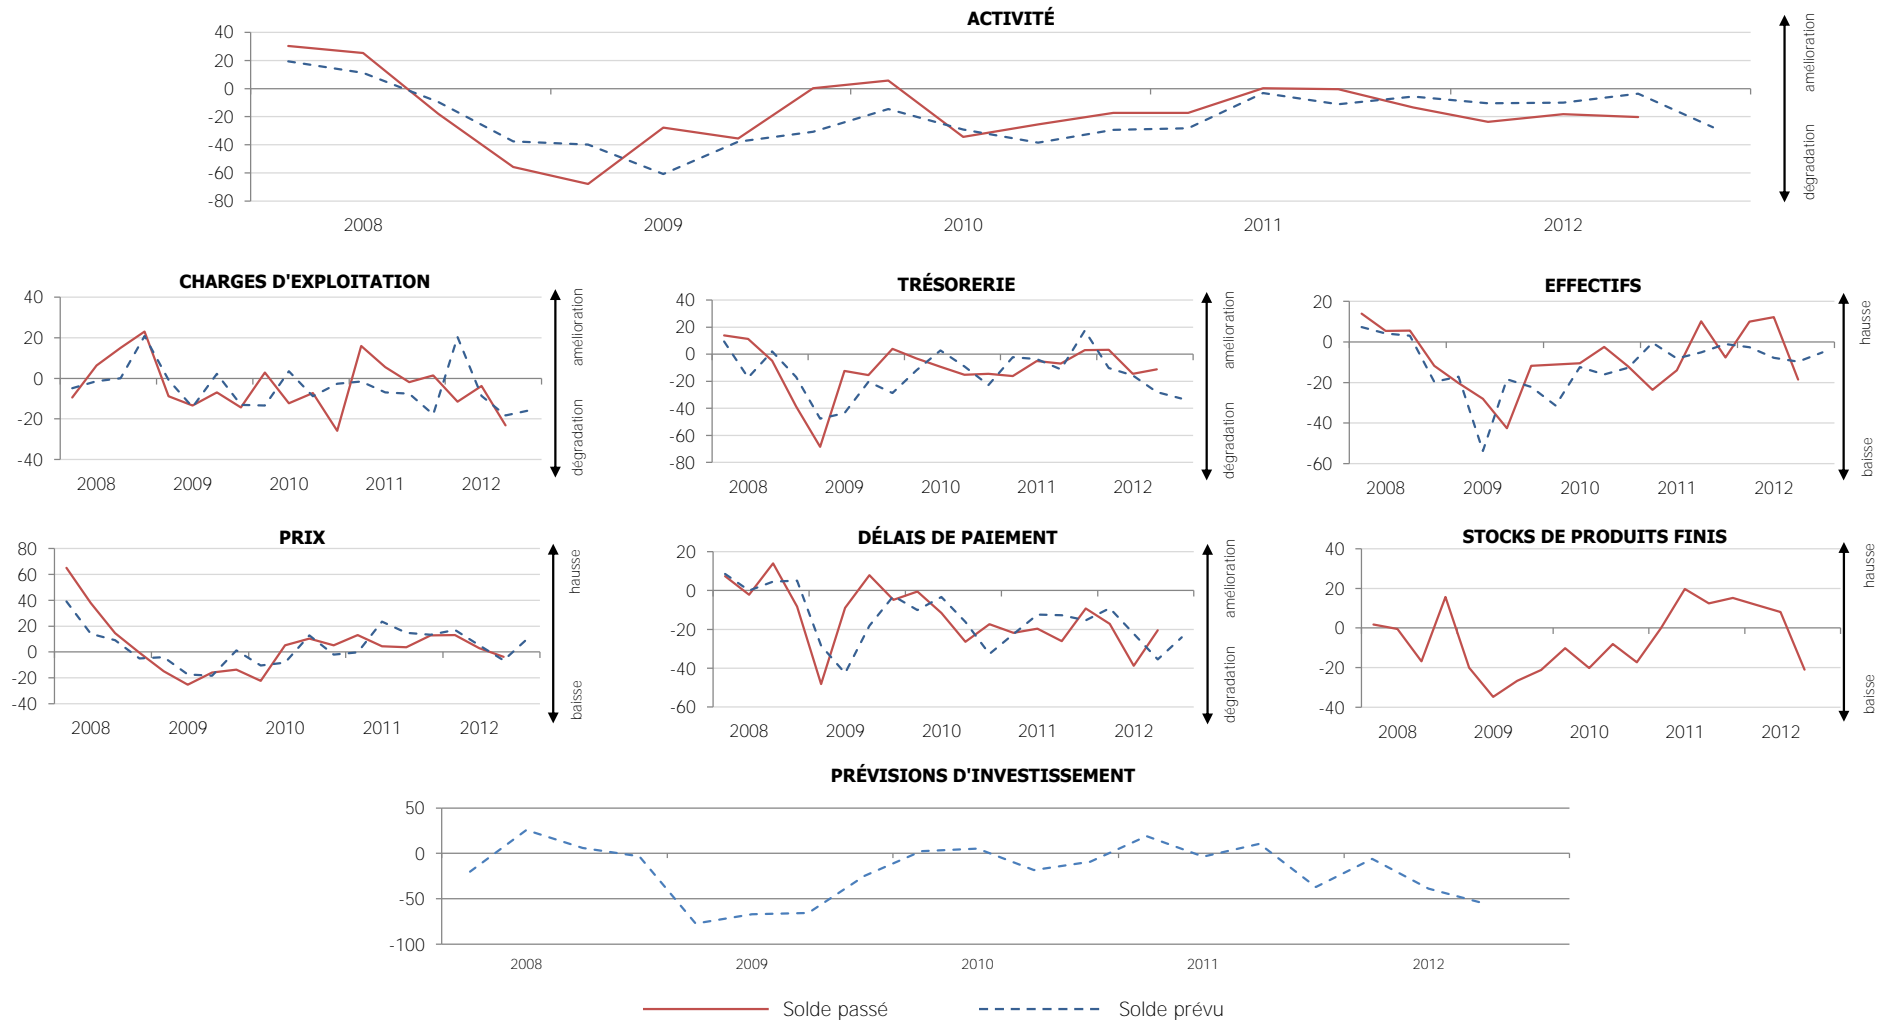 ACTIVITÉ
40
20
0
-20
-40
-60
-80
2008 2009 2010 2011 2012
amélioration
dégradation
CHARGES D'EXPLOITATION
40
20
0
-20
-40
2008 2009 2010 2011 2012
amélioration
dégradation
TRÉSORERIE
40
20
0
-20
-40
-60
-80
2008 2009 2010 2011 2012
amélioration
dégradation
EFFECTIFS
20
0
-20
-40
-60
2008 2009 2010 2011 2012
hausse
baisse
PRIX
80
60
40
20
0
-20
-40
2008 2009 2010 2011 2012
hausse
baisse
DÉLAIS DE PAIEMENT
20
0
-20
-40
-60
2008 2009 2010 2011 2012
amélioration
dégradation
STOCKS DE PRODUITS FINIS
40
20
0
-20
-40
2008 2009 2010 2011 2012
hausse
baisse
PRÉVISIONS D'INVESTISSEMENT
50
0
-50
-100
2008 2009 2010 2011 2012
Solde passé Solde prévu